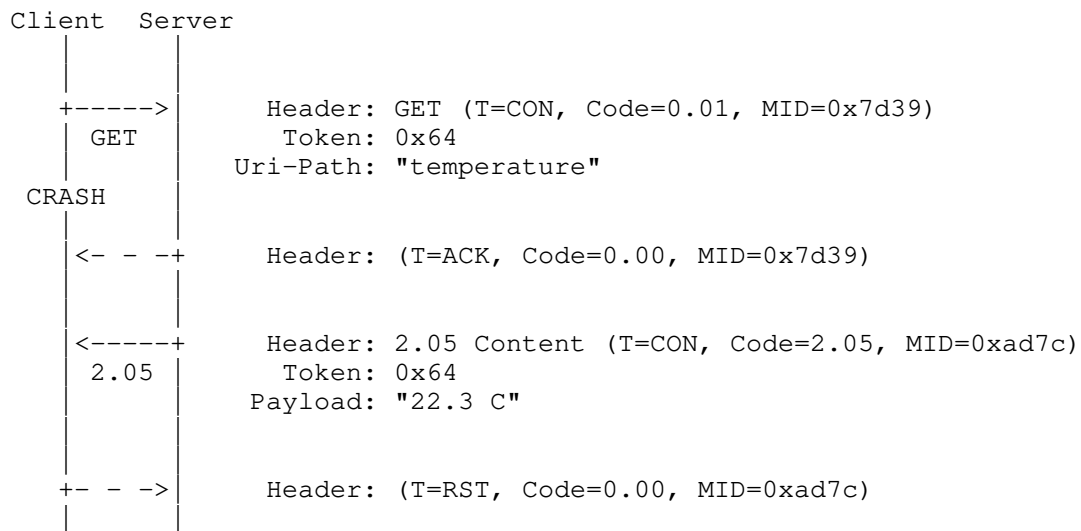 Client Server
+----->| Header: GET (T=CON, Code=0.01, MID=0x7d39)
| GET | Token: 0x64
Uri-Path: "temperature"
CRASH
|<- - -+ Header: (T=ACK, Code=0.00, MID=0x7d39)
|<-----+ Header: 2.05 Content (T=CON, Code=2.05, MID=0xad7c)
| 2.05 | Token: 0x64
Payload: "22.3 C"
+- - ->| Header: (T=RST, Code=0.00, MID=0xad7c)